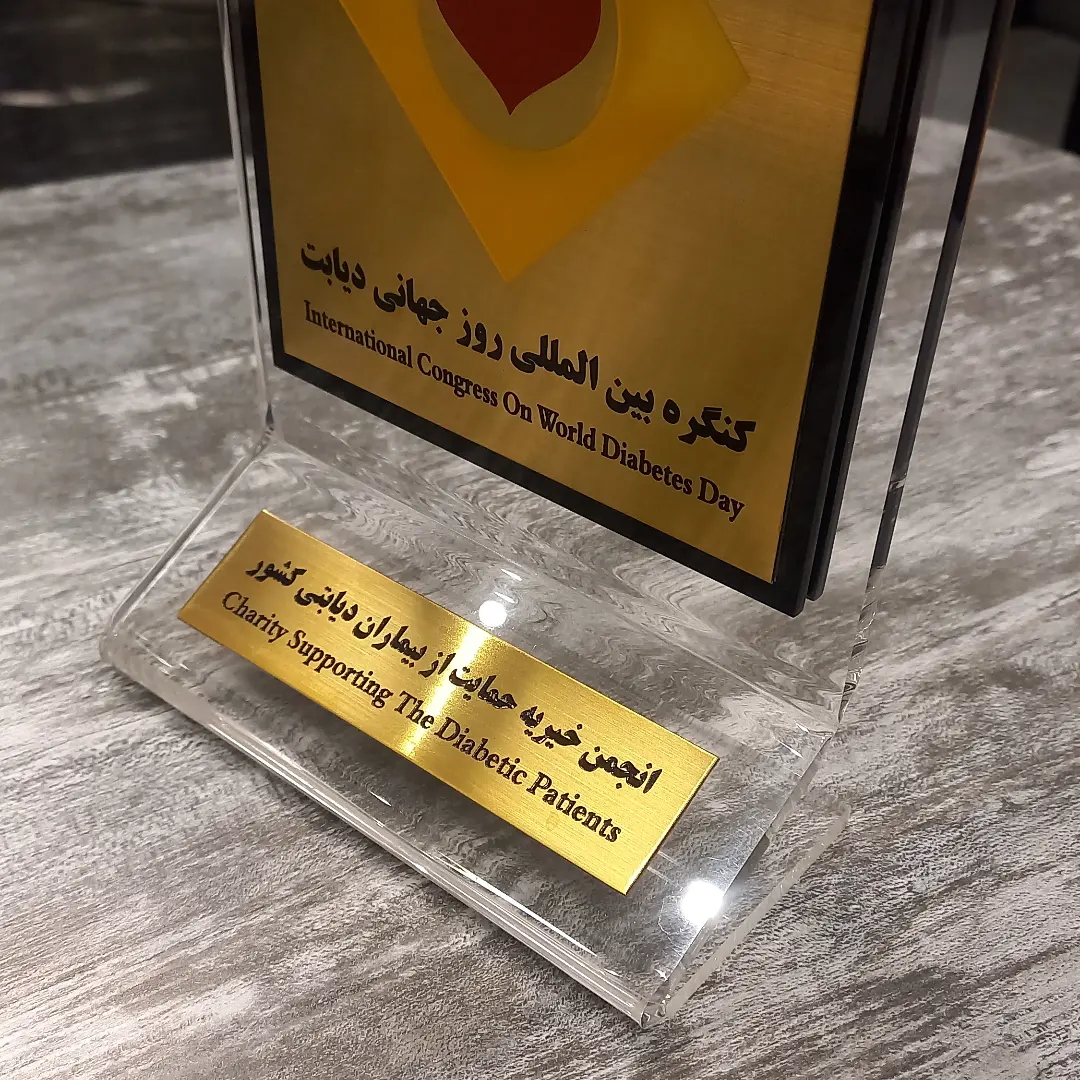 کنگره بین المللی روز جهانی دیابت
International Congress On World Diabetes Day
انجمن خیریه حمایت از بیماران دیابتی کشور
Charity Supporting The Diabetic Patients